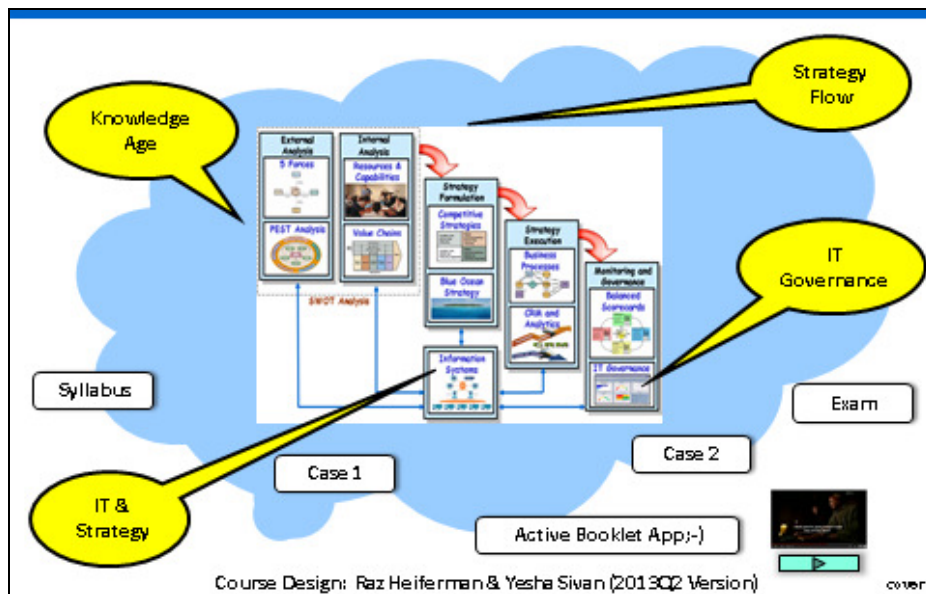 Strategy
Flow
Knowledge
Age
External
Analysis
Internal
Analysis
5 Forces
Resources &
Capabilities
PEST Analysis
Value Chains
SWOT Analysis
Strategy
Formulation
Competitive
Strategies
Blue Ocean
Strategy
Strategy
Execution
Business
Processes
CRM and
Analytics
Monitoring and
Governance
Balanced
Scorecards
IT Governance
Information
Systems
IT
Governance
Syllabus
Exam
Case 1
Case 2
IT &
Strategy
Active Booklet App;-)
Course Design: Raz Heiferman & Yesha Sivan (2013Q2 Version)
cover